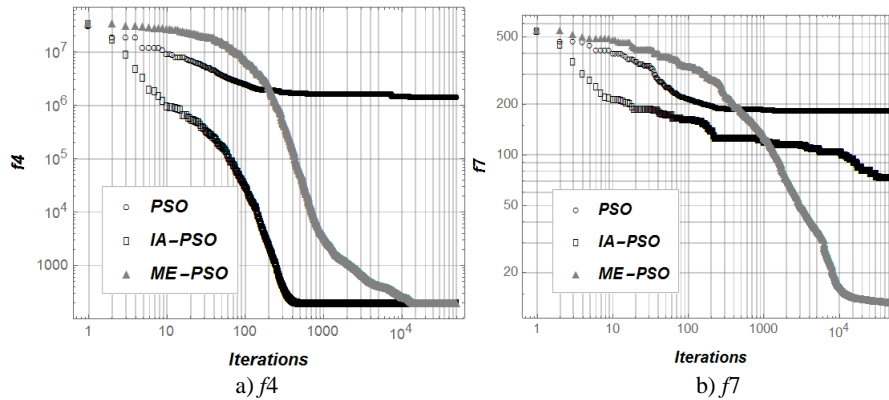 10^7
10^6
10^5
10^4
1000
f4
PSO
IA-PSO
ME-PSO
1 10 100 1000 10^4
Iterations
a) f4
500
200
100
50
20
f7
PSO
IA-PSO
ME-PSO
1 10 100 1000 10^4
Iterations
b) f7